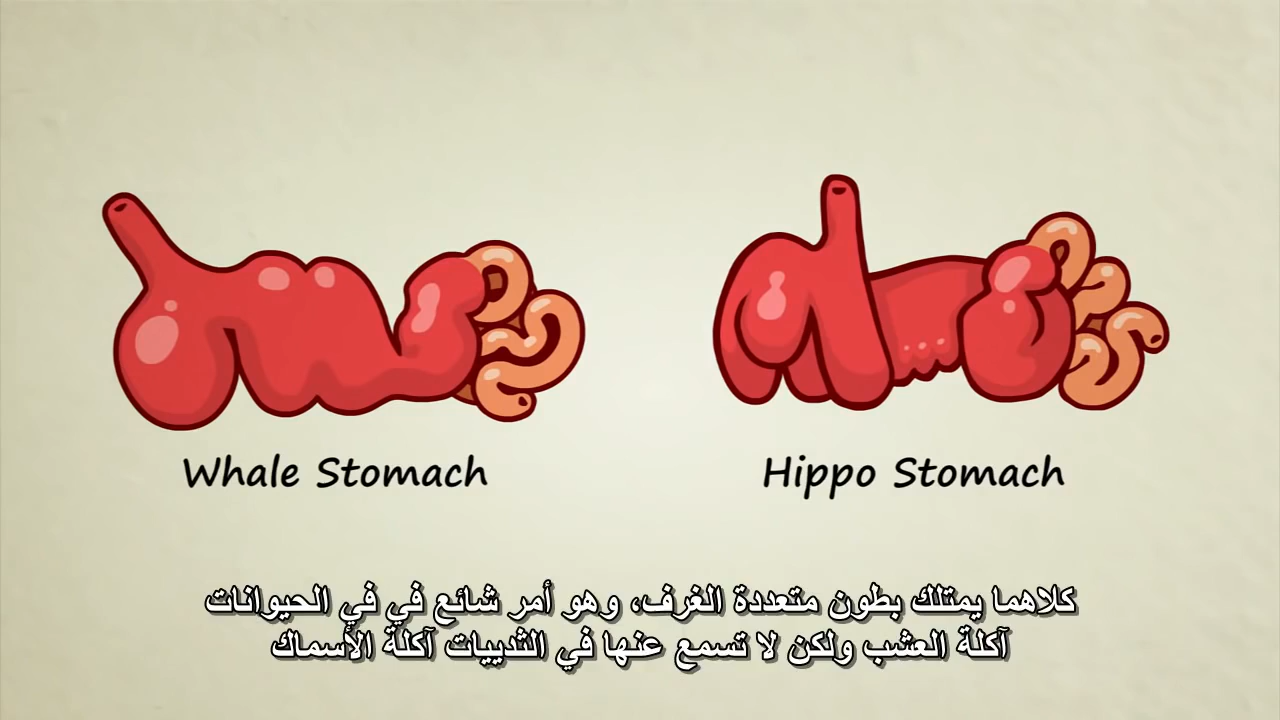 Whale Stomach
Hippo Stomach
كلاهما يمتلك بطون متعددة الغرف، وهو أمر شائع في في الحيوانات
آكلة العشب ولكن لا تسمع عنها في الثدييات آكلة الأسماك